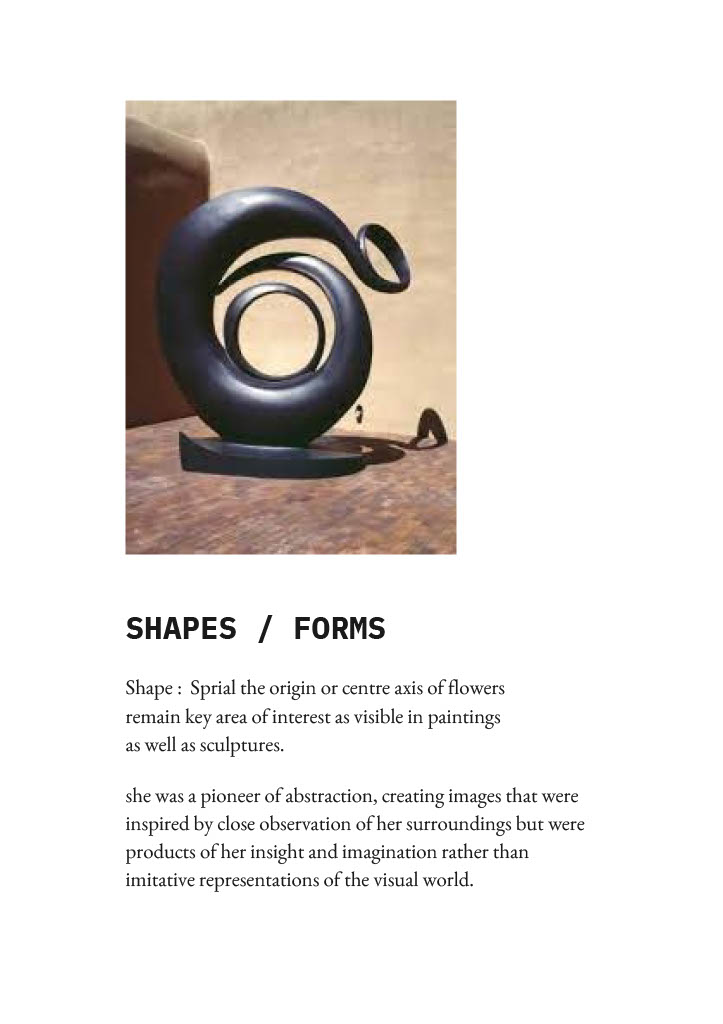 SHAPES / FORMS
Shape :  Sprial the origin or centre axis of flowers
remain key area of interest as visible in paintings
as well as sculptures.
she was a pioneer of abstraction, creating images that were
inspired by close observation of her surroundings but were
products of her insight and imagination rather than
imitative representations of the visual world.